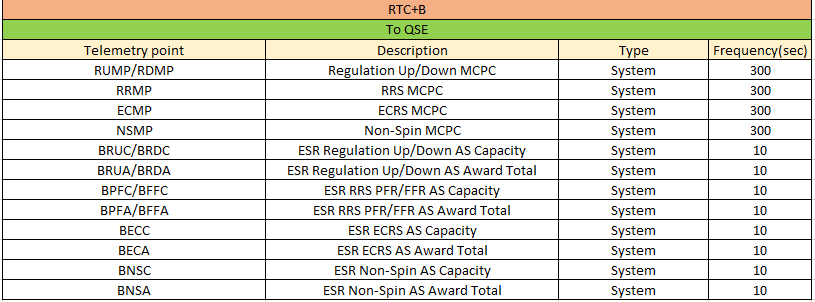 RTC+B
To QSE
Telemetry point Description Type Frequency(sec)
RUMP/RDMP Regulation Up/Down MCPC System 300
RRMP RRS MCPC System 300
ECMP ECRS MCPC System 300
NSMP Non-Spin MCPC System 300
BRUC/BRDC ESR Regulation Up/Down AS Capacity System 10
BRUA/BRDA ESR Regulation Up/Down AS Award Total System 10
BPFC/BFFC ESR RRS PFR/FFR AS Capacity System 10
BPFA/BFFA ESR RRS PFR/FFR AS Award Total System 10
BECC ESR ECRS AS Capacity System 10
BECA ESR ECRS AS Award Total System 10
BNSC ESR Non-Spin AS Capacity System 10
BNSA ESR Non-Spin AS Award Total System 10